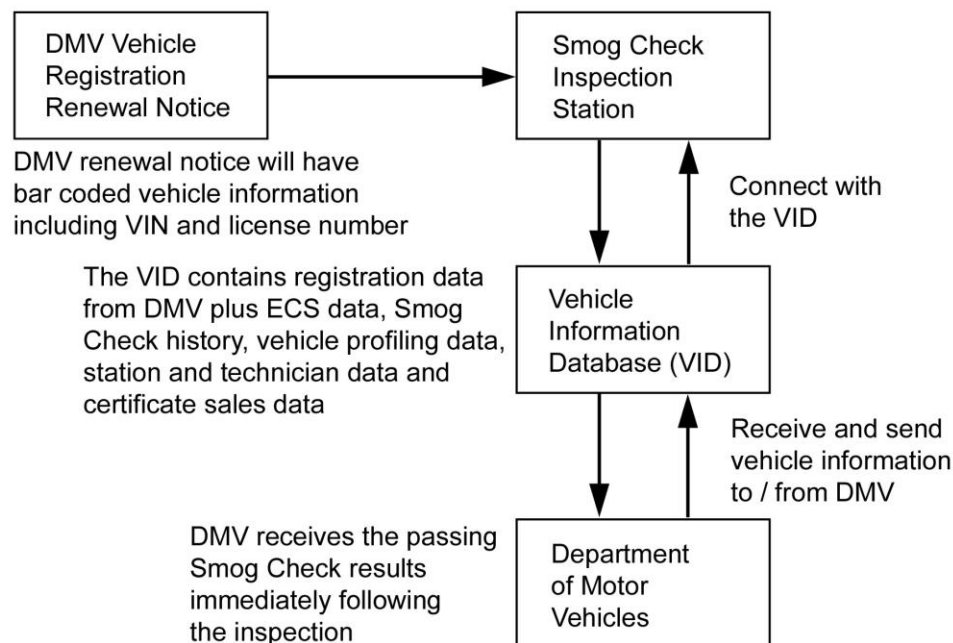 DMV Vehicle
Registration
Renewal Notice
Smog Check
Inspection
Station
DMV renewal notice will have
bar coded vehicle information
including VIN and license number
Connect with
the VID
The VID contains registration data
from DMV plus ECS data, Smog
Check history, vehicle profiling data,
station and technician data and
certificate sales data
Vehicle
Information
Database (VID)
Receive and send
vehicle information
to / from DMV
DMV receives the passing
Smog Check results
immediately following
the inspection
Department
of Motor
Vehicles